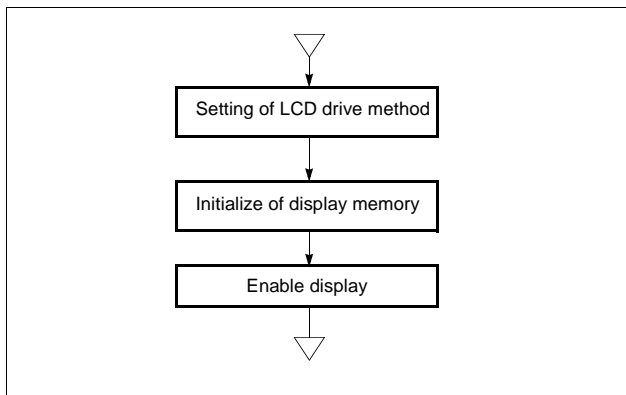 Setting of LCD drive method
Initialize of display memory
Enable display